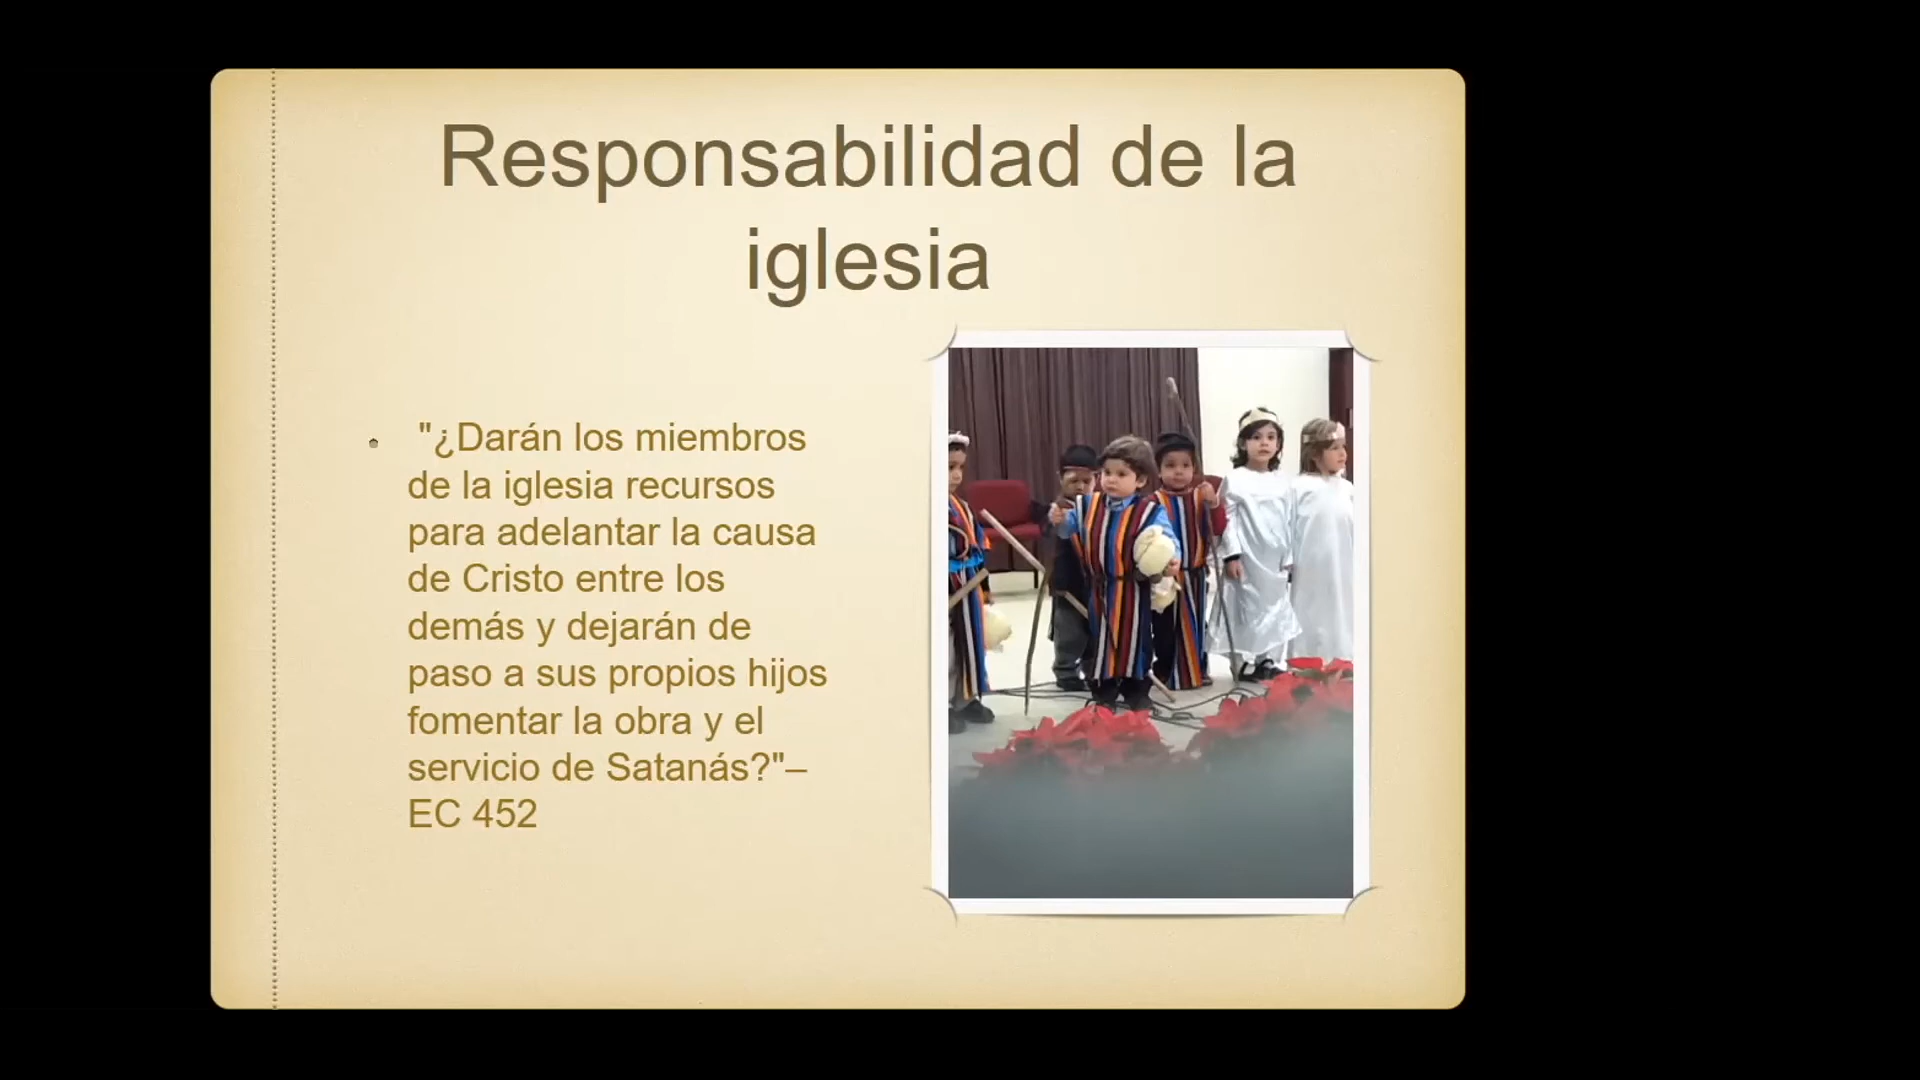 Responsabilidad de la
iglesia
"¿Darán los miembros
de la iglesia recursos
para adelantar la causa
de Cristo entre los
demás y dejarán de
paso a sus propios hijos
fomentar la obra y el
servicio de Satanás?"–
EC 452